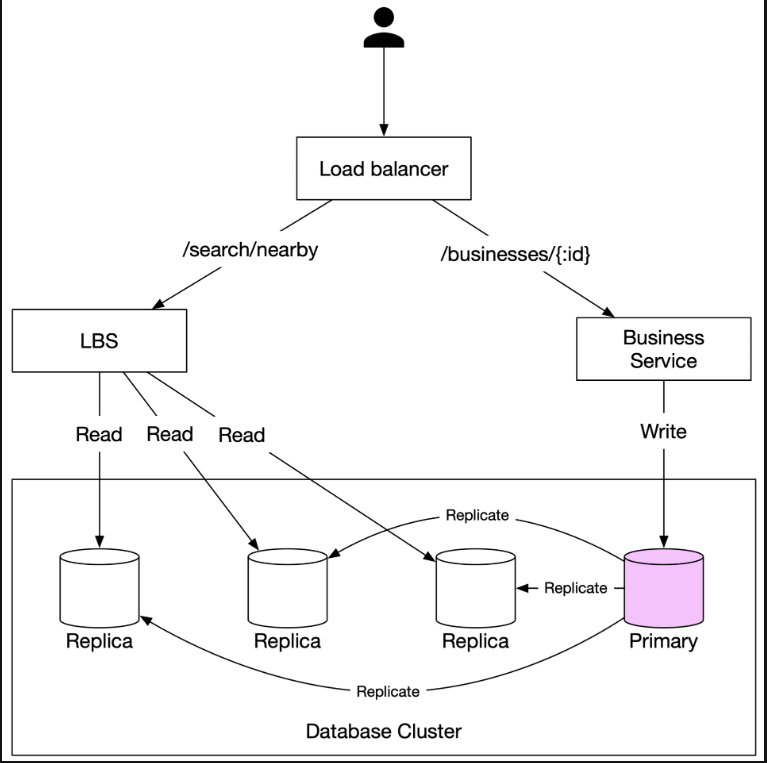 Load balancer
/search/nearby
/businesses/{:id}
LBS
Business
Service
Read
Read
Read
Write
Replicate
Replicate
Replica
Replica
Replica
Primary
Replicate
Database Cluster